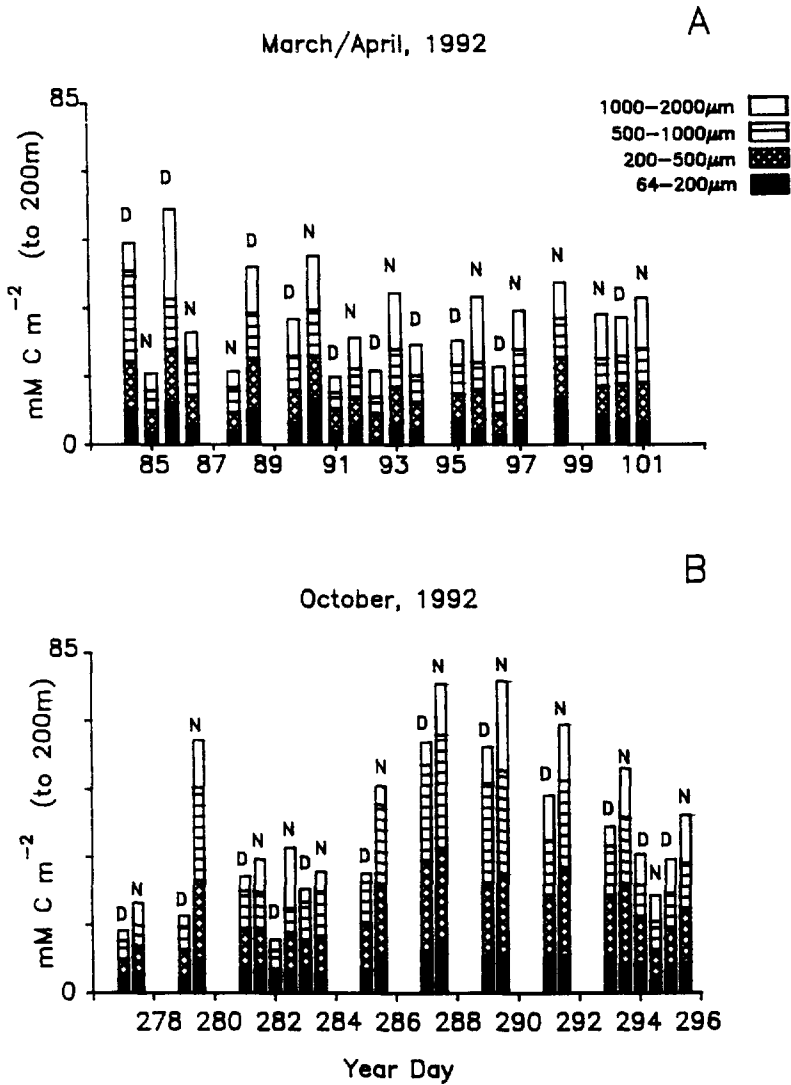 A
March/April, 1992
85
1000-2000μm
500-1000μm
200-500μm
64-200μm
mM C m-2 (to 200m)
D N D N N D D N D N D N D D N D N N N D N
0
85 87 89 91 93 95 97 99 101
B
October, 1992
85
mM C m-2 (to 200m)
D N D N D N D N D N D N D N D N D N D N D N D N
0
278 280 282 284 286 288 290 292 294 296
Year Day